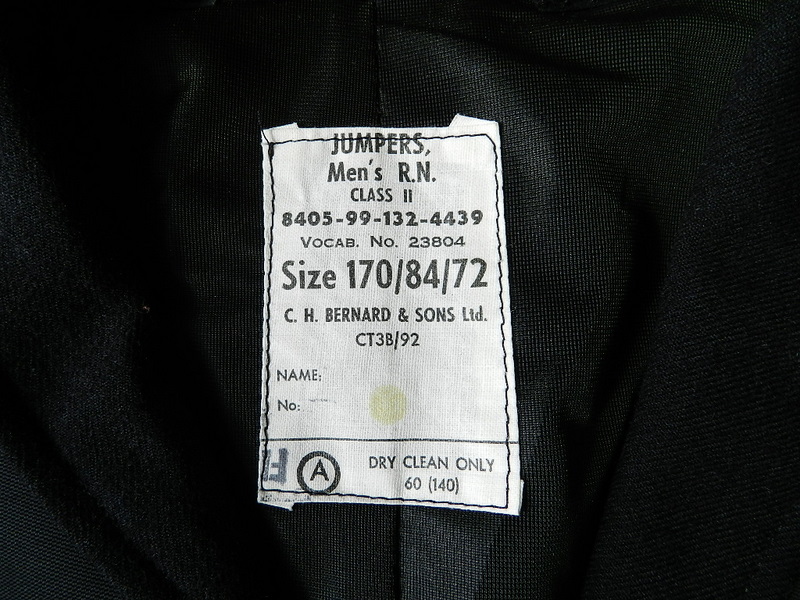 JUMPERS,
Men's R.N.
CLASS II
8405-99-132-4439
VOCAB. No. 23804
Size 170/84/72
C. H. BERNARD & SONS Ltd.
CT3B/92
NAME:
No:
A
DRY CLEAN ONLY
60 (140)